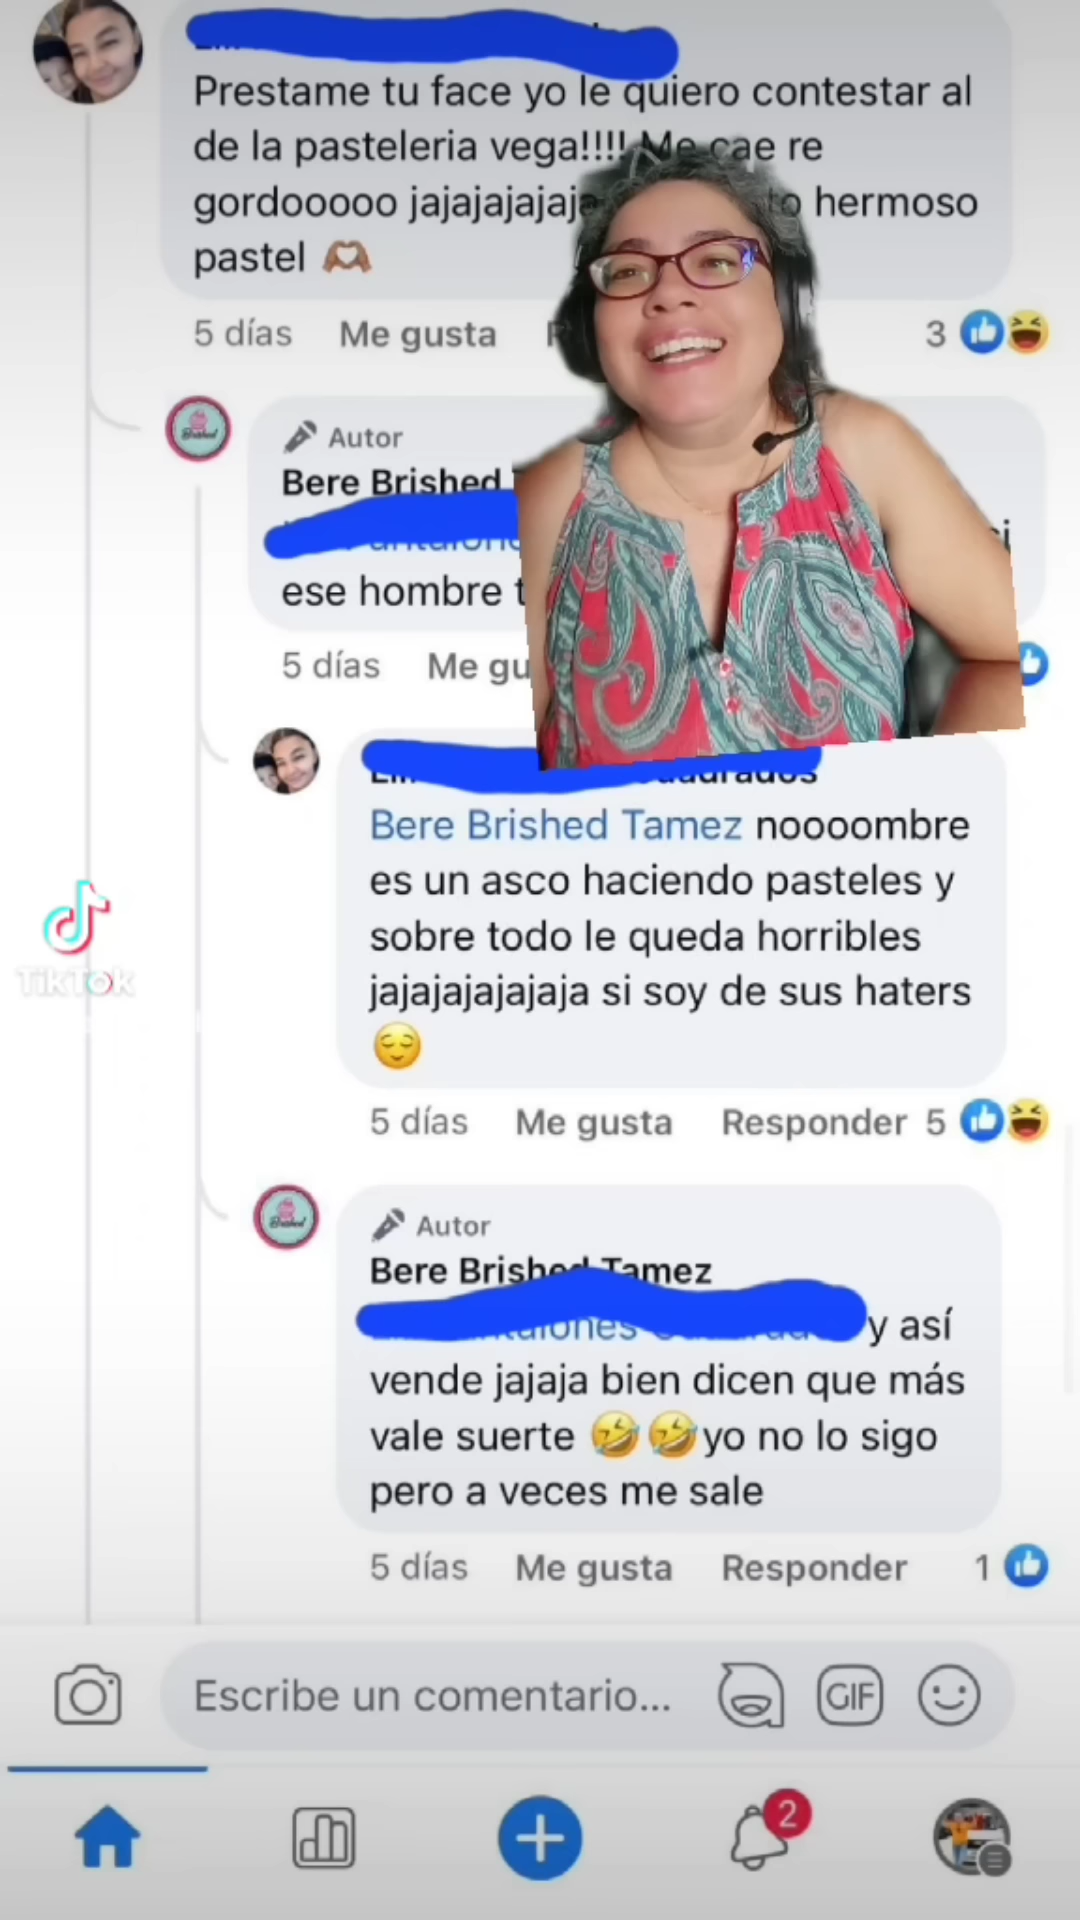 Prestame tu face yo le quiero contestar al
de la pasteleria vega!!!! Me cae re
gordooooo jajajajajaja hermoso
pastel
5 días Me gusta 3
Autor
Bere Brished
ese hombre
5 días Me gu
Bere Brished Tamez noooombre
es un asco haciendo pasteles y
sobre todo le queda horribles
jajajajajajaja si soy de sus haters
5 días Me gusta Responder 5
TikTok
Autor
Bere Brished Tamez
y así
vende jajaja bien dicen que más
vale suerte yo no lo sigo
pero a veces me sale
5 días Me gusta Responder 1
Escribe un comentario...
GIF
2